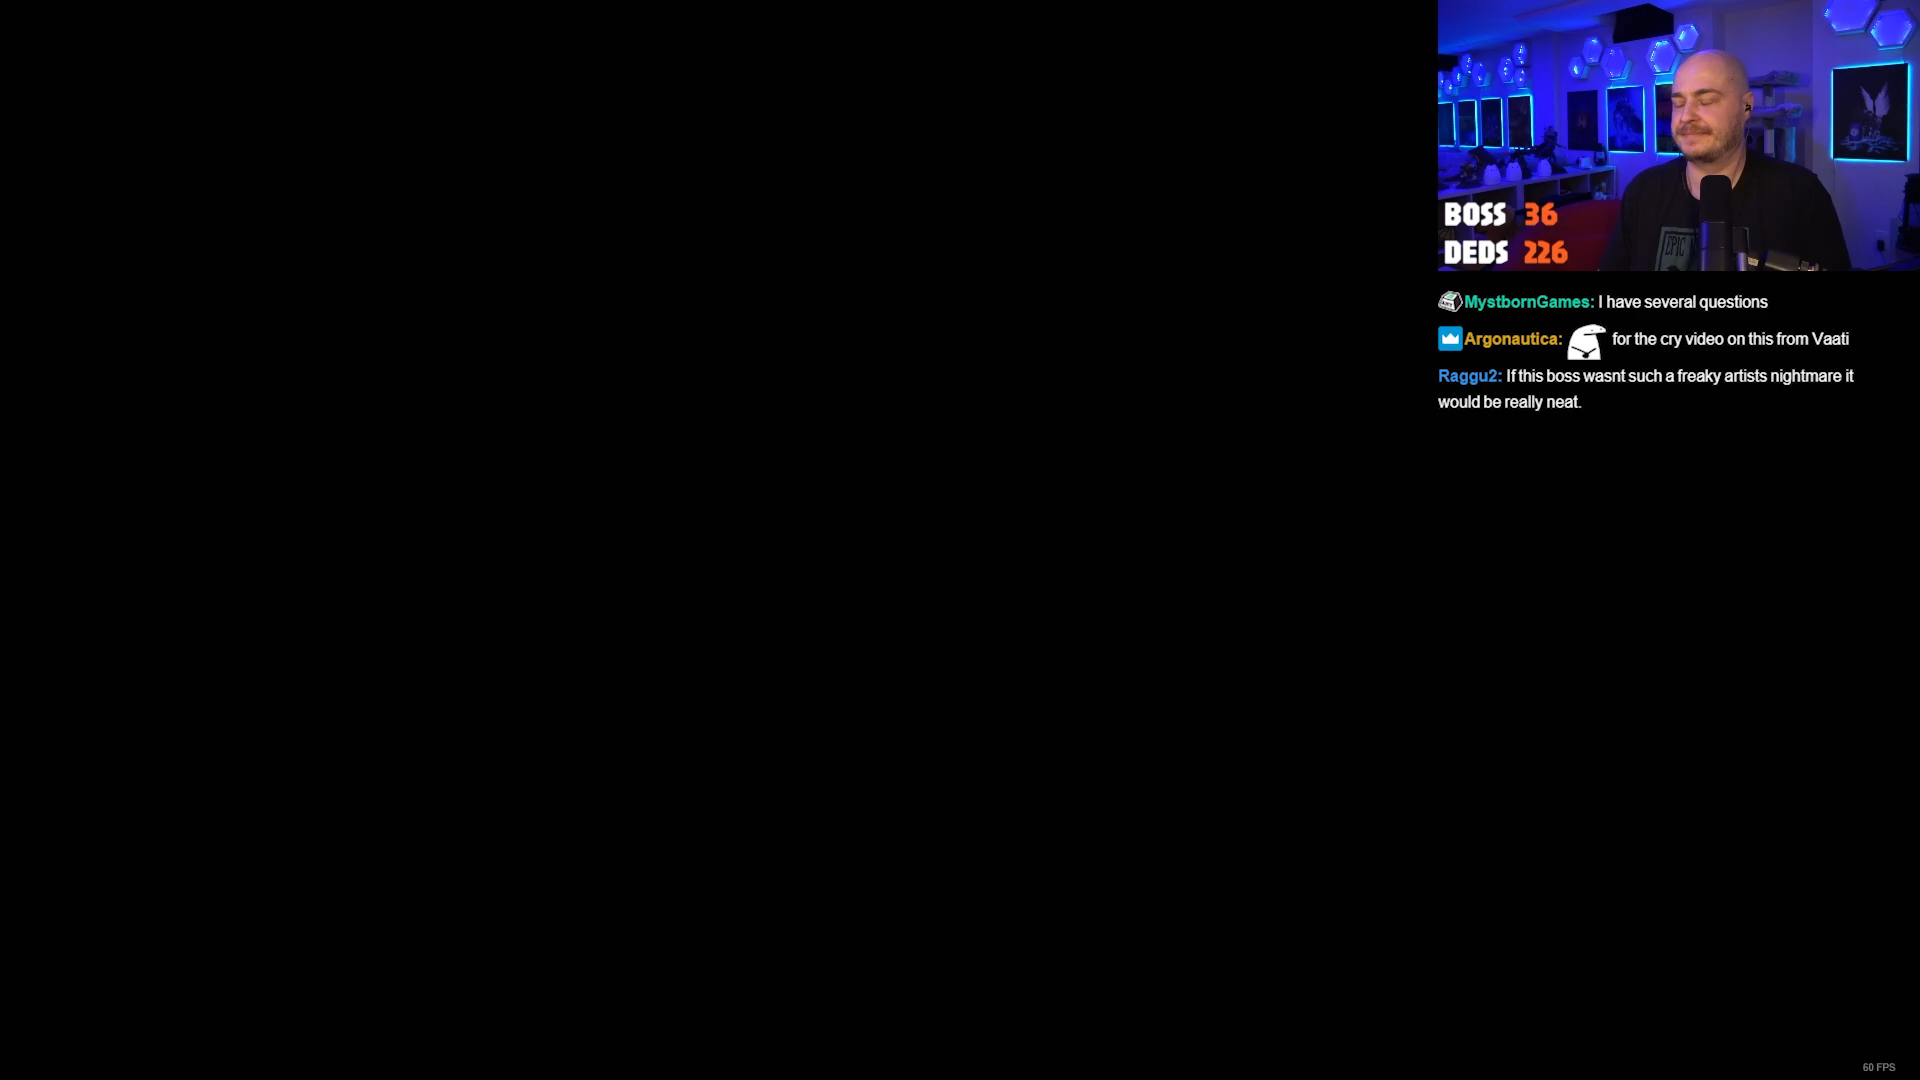 BOSS 36
DEDS 226
EPIC
MystbornGames: I have several questions
Argonautica: for the cry video on this from Vaati
Raggu2: If this boss wasnt such a freaky artists nightmare it
would be really neat.
60 FPS